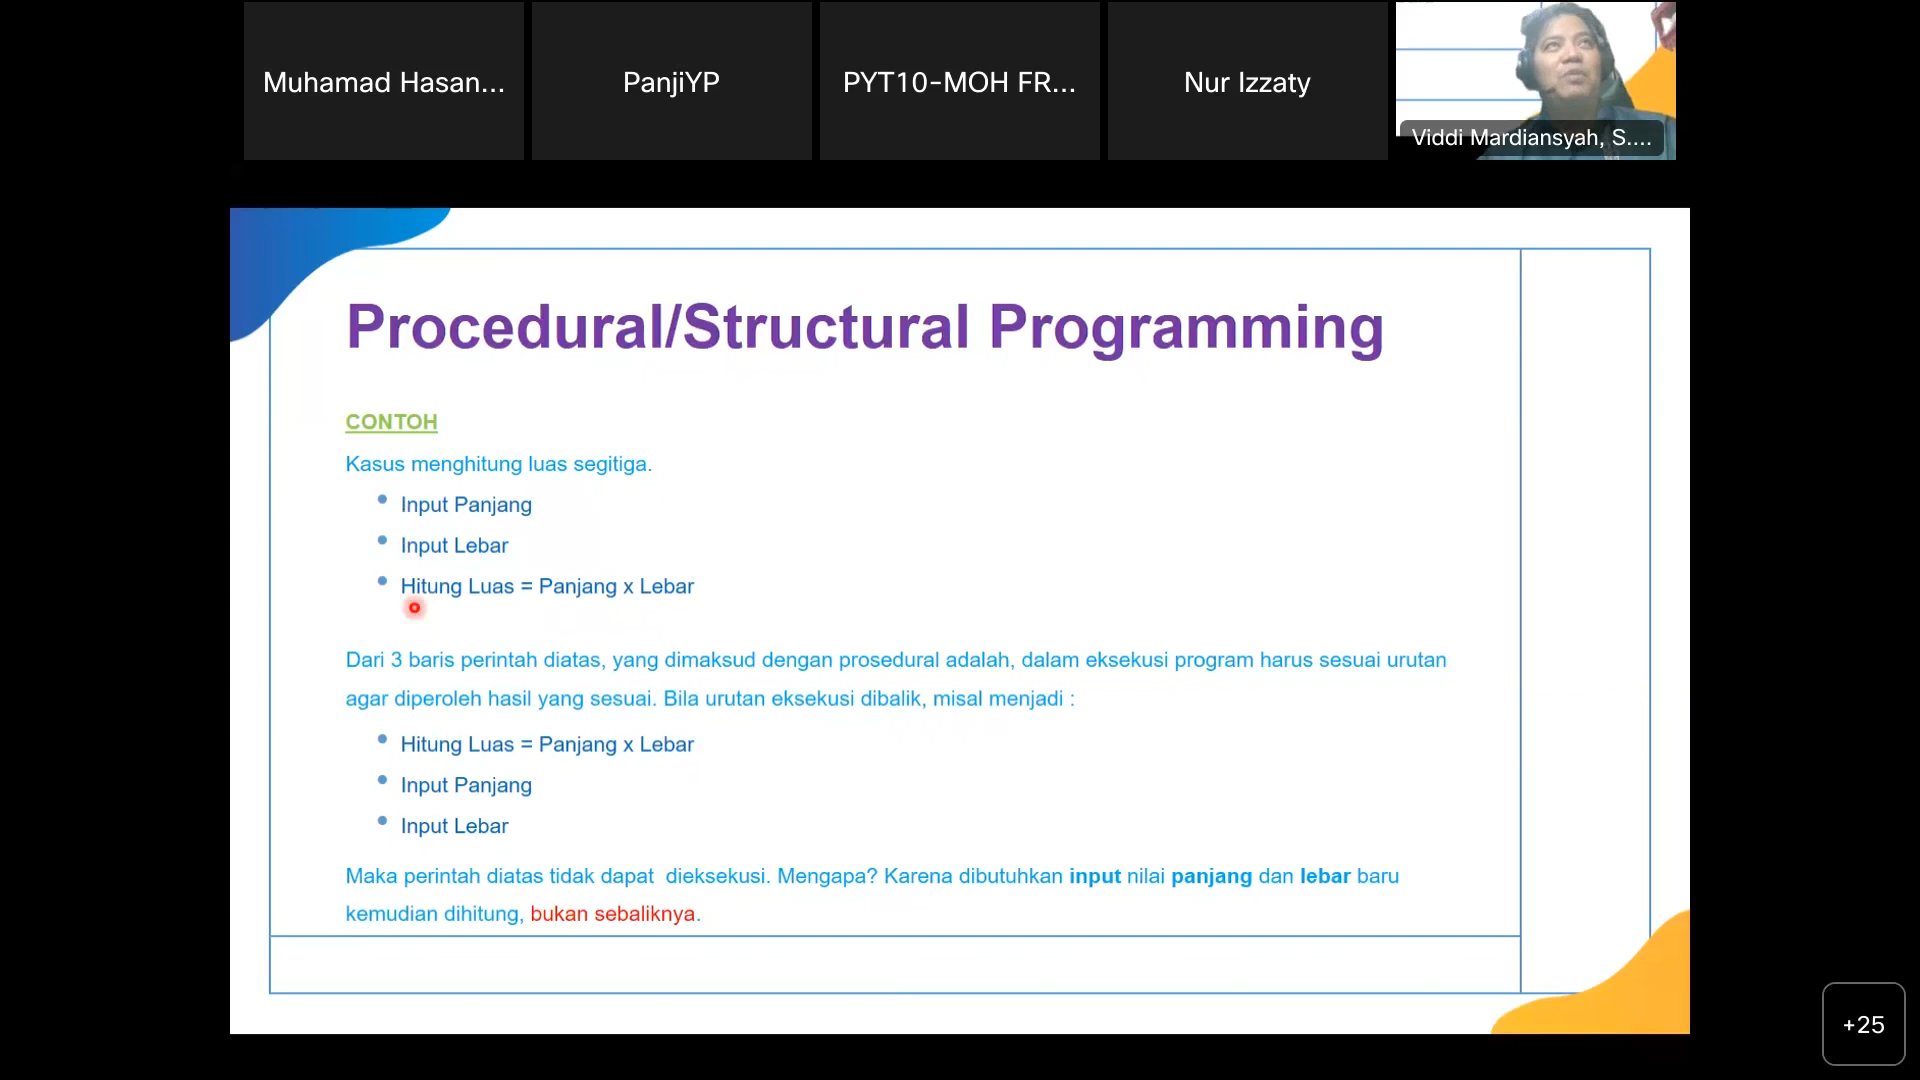 Muhamad Hasan...
PanjiYP
PYT10-MOH FR...
Nur Izzaty
Viddi Mardiansyah, S....
Procedural/Structural Programming
CONTOH
Kasus menghitung luas segitiga.
Input Panjang
Input Lebar
Hitung Luas = Panjang x Lebar
Dari 3 baris perintah diatas, yang dimaksud dengan prosedural adalah, dalam eksekusi program harus sesuai urutan
agar diperoleh hasil yang sesuai. Bila urutan eksekusi dibalik, misal menjadi :
Hitung Luas = Panjang x Lebar
Input Panjang
Input Lebar
Maka perintah diatas tidak dapat  dieksekusi. Mengapa? Karena dibutuhkan input nilai panjang dan lebar baru
kemudian dihitung, bukan sebaliknya.
+25